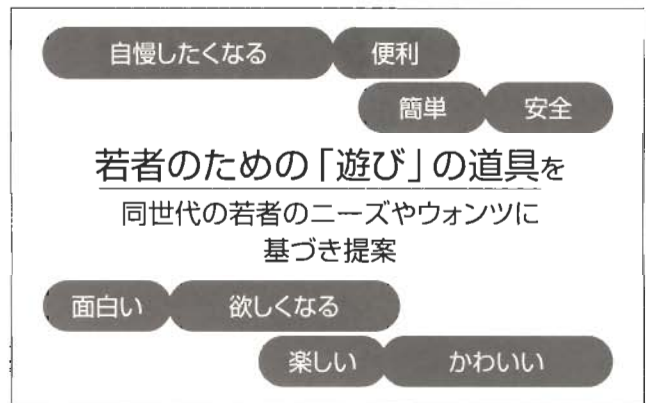 自慢したくなる 便利
簡単 安全
若者のための「遊び」の道具を
同世代の若者のニーズやウォンツに
基づき提案
面白い 欲しくなる
楽しい かわいい